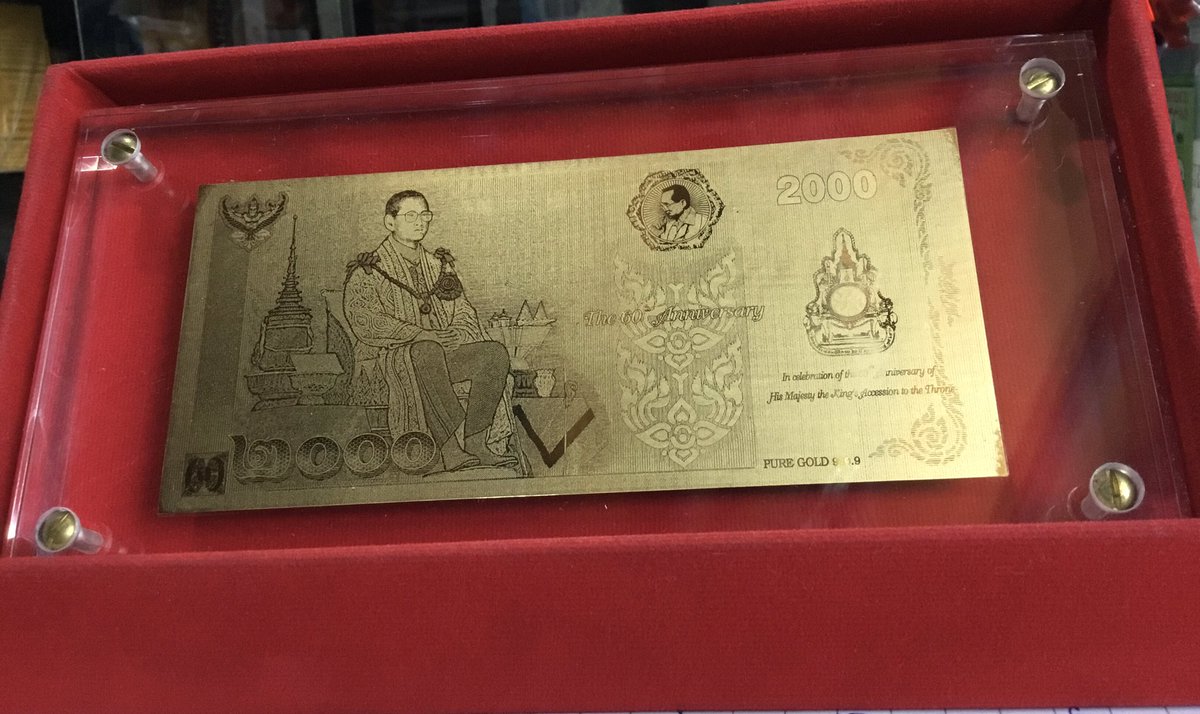 2000
The 60th Anniversary
In celebration of the Anniversary of
His Majesty the King's Accession to the Throne
๒๐๐๐
PURE GOLD